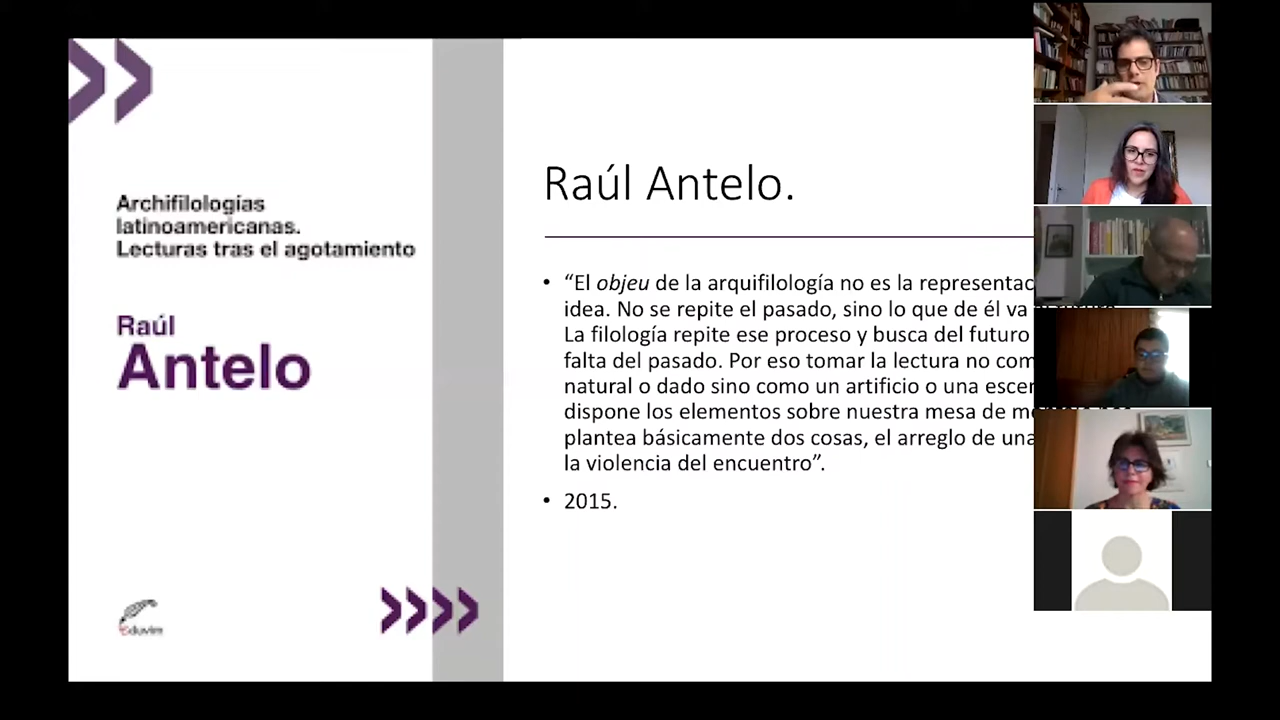 Archifilologías
latinoamericanas.
Lecturas tras el agotamiento
Raúl
Antelo
eduvim
Raúl Antelo.
• “El objeu de la arquifilología no es la representac
idea. No se repite el pasado, sino lo que de él va
La filología repite ese proceso y busca del futuro
falta del pasado. Por eso tomar la lectura no com
natural o dado sino como un artificio o una escen
dispone los elementos sobre nuestra mesa de
plantea básicamente dos cosas, el arreglo de una
la violencia del encuentro”.
• 2015.